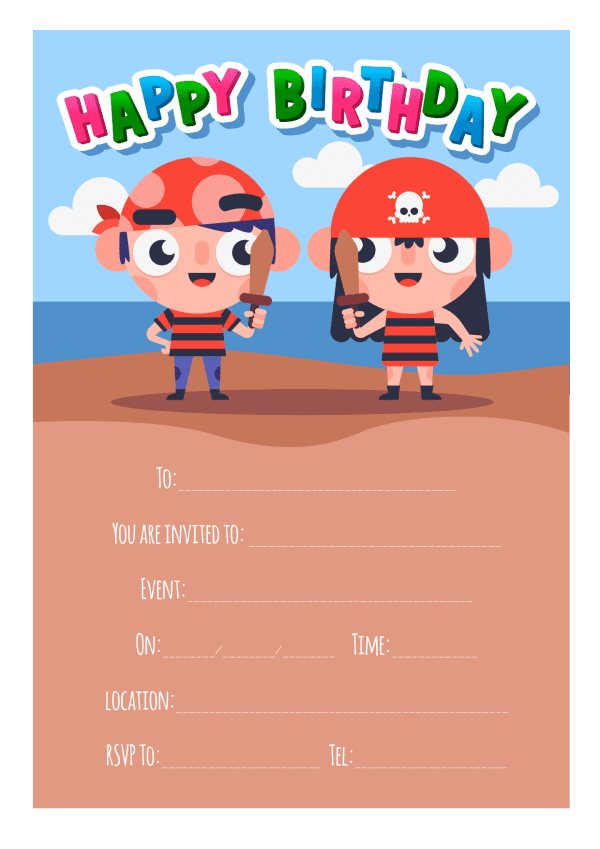 HAPPY BIRTHDAY
To:
You are invited to:
Event:
On: / / Time:
location:
RSVP To: Tel: